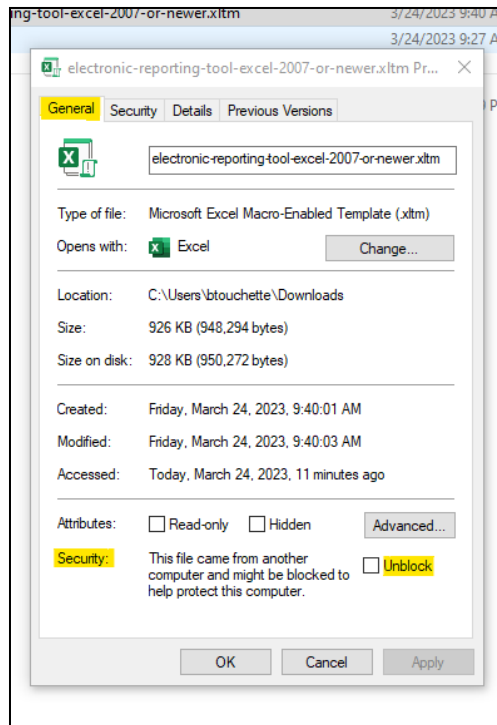 ing-tool-excel-2007-or-newer.xltm 3/24/2023 9:40 A
3/24/2023 9:27 A
electronic-reporting-tool-excel-2007-or-newer.xltm Pr...
P
General Security Details Previous Versions
electronic-reporting-tool-excel-2007-or-newer.xltm
Type of file: Microsoft Excel Macro-Enabled Template (.xltm)
Opens with: Excel Change...
Location: C:\Users\btouchette\Downloads
Size: 926 KB (948,294 bytes)
Size on disk: 928 KB (950,272 bytes)
Created: Friday, March 24, 2023, 9:40:01 AM
Modified: Friday, March 24, 2023, 9:40:03 AM
Accessed: Today, March 24, 2023, 11 minutes ago
Attributes: Read-only Hidden Advanced...
Security: This file came from another
computer and might be blocked to Unblock
help protect this computer.
OK Cancel Apply